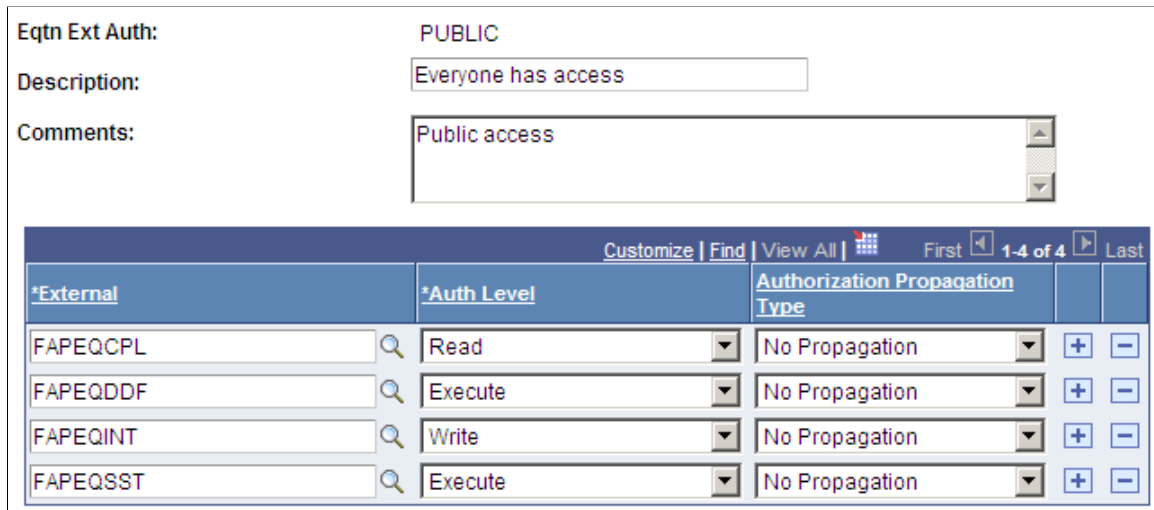 Eqtn Ext Auth: PUBLIC
Description: Everyone has access
Comments: Public access
Customize | Find | View All | First 1-4 of 4 Last
*External *Auth Level Authorization Propagation
Type
FAPEQCPL Read No Propagation
FAPEQDDF Execute No Propagation
FAPEQINT Write No Propagation
FAPEQSST Execute No Propagation